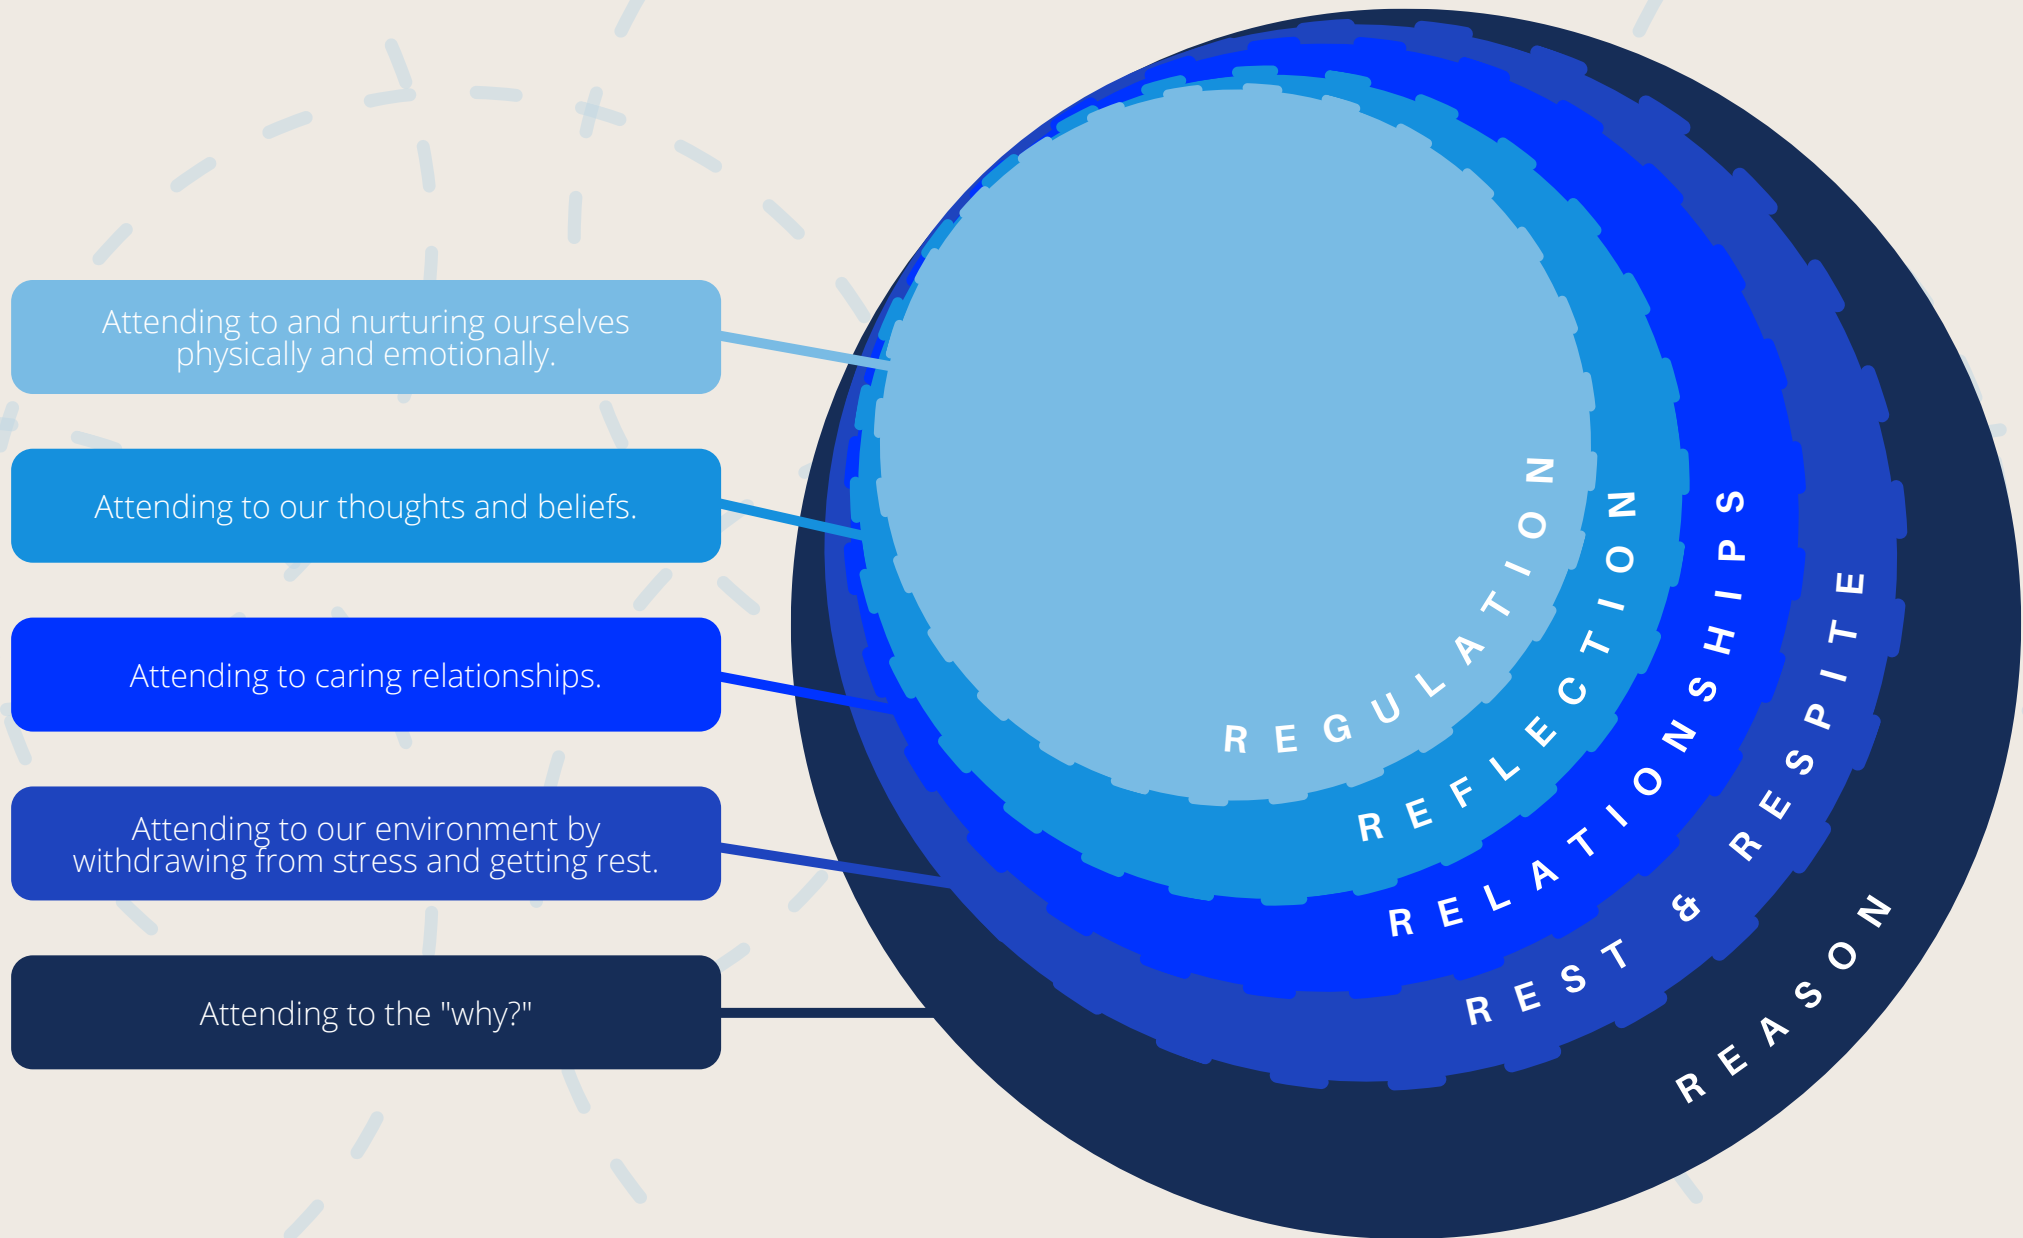 Attending to and nurturing ourselves
physically and emotionally.
Attending to our thoughts and beliefs.
Attending to caring relationships.
Attending to our environment by
withdrawing from stress and getting rest.
Attending to the "why?"
REGULATION
REFLECTION
RELATIONSHIPS
REST & RESPITE
REASON